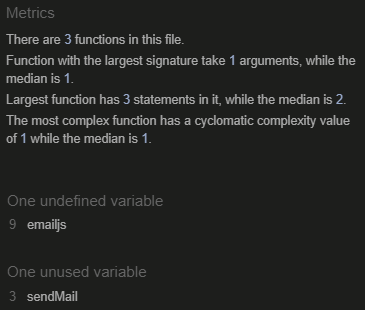 Metrics
There are 3 functions in this file.
Function with the largest signature take 1 arguments, while the
median is 1.
Largest function has 3 statements in it, while the median is 2.
The most complex function has a cyclomatic complexity value
of 1 while the median is 1.
One undefined variable
9 emailjs
One unused variable
3 sendMail